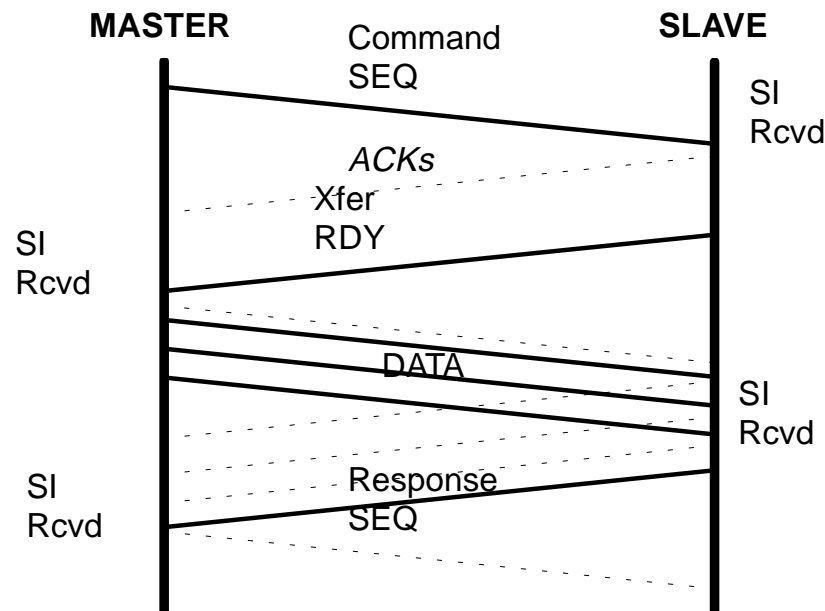 MASTER
SLAVE
Command
SEQ
SI
Rcvd
ACKs
Xfer
RDY
SI
Rcvd
DATA
SI
Rcvd
Response
SEQ
SI
Rcvd